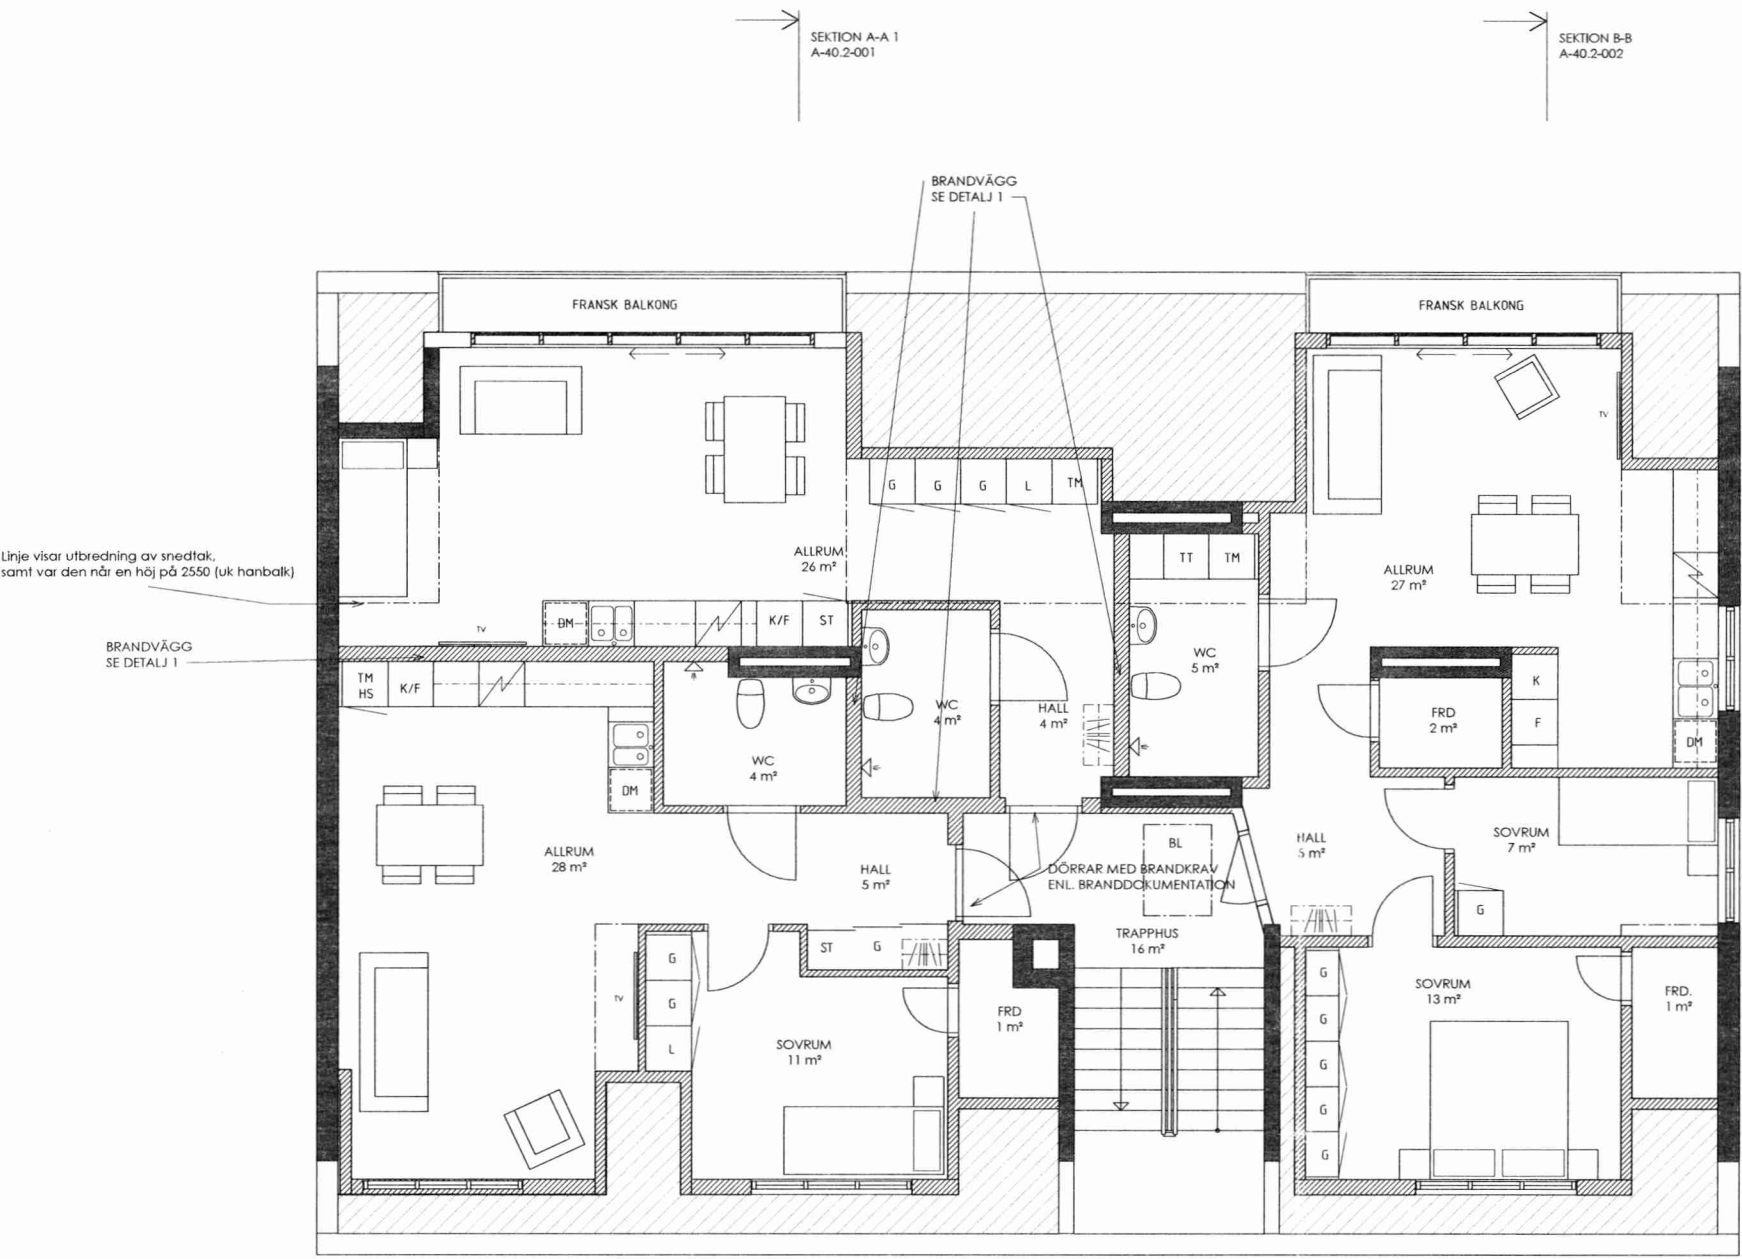 SEKTION A-A 1
A-40.2-001
SEKTION B-B
A-40.2-002
BRANDVÄGG
SE DETALJ 1
FRANSK BALKONG
FRANSK BALKONG
TV
G
G
G
L
TM
Linje visar utbredning av snedtak,
samt var den når en höj på 2550 (uk hanbalk)
ALLRUM
26 m²
TT
TM
ALLRUM
27 m²
BRANDVÄGG
SE DETALJ 1
TV
DM
K/F
ST
TM
HS
K/F
WC
5 m²
K
F
WC
4 m²
HALL
4 m²
FRD
2 m²
DM
WC
4 m²
DM
ALLRUM
28 m²
HALL
5 m²
BL
DÖRRAR MED BRANDKRAV
ENL. BRANDDOKUMENTATION
HALL
5 m²
SOVRUM
7 m²
G
TRAPPHUS
16 m²
ST
G
G
G
L
TV
SOVRUM
11 m²
FRD
1 m²
G
G
G
G
G
SOVRUM
13 m²
FRD.
1 m²